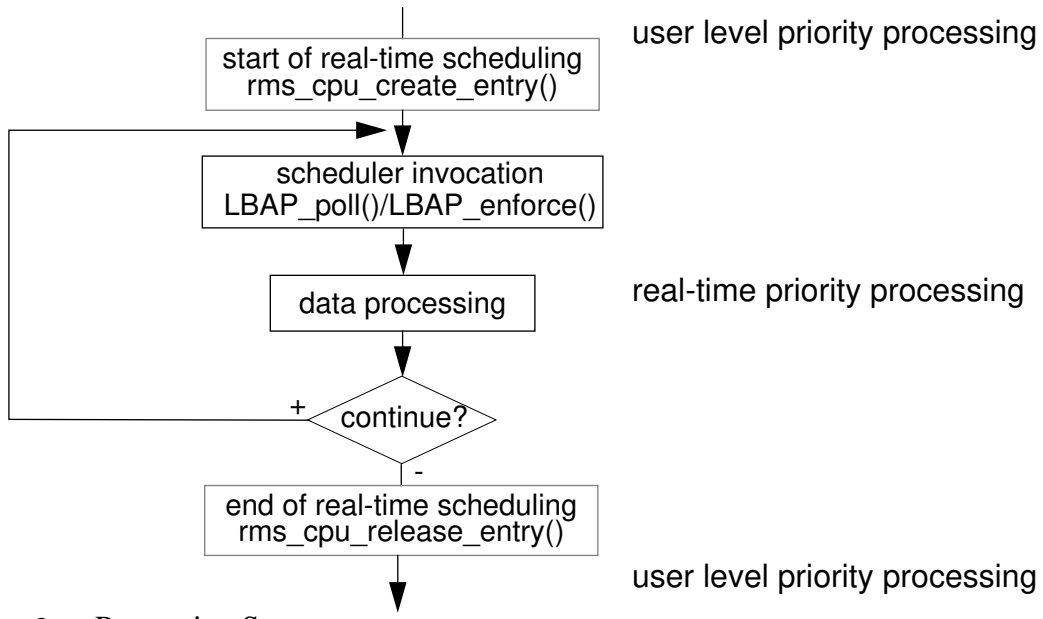 user level priority processing
start of real-time scheduling
rms_cpu_create_entry()
scheduler invocation
LBAP_poll()/LBAP_enforce()
data processing
real-time priority processing
+
continue?
-
end of real-time scheduling
rms_cpu_release_entry()
user level priority processing